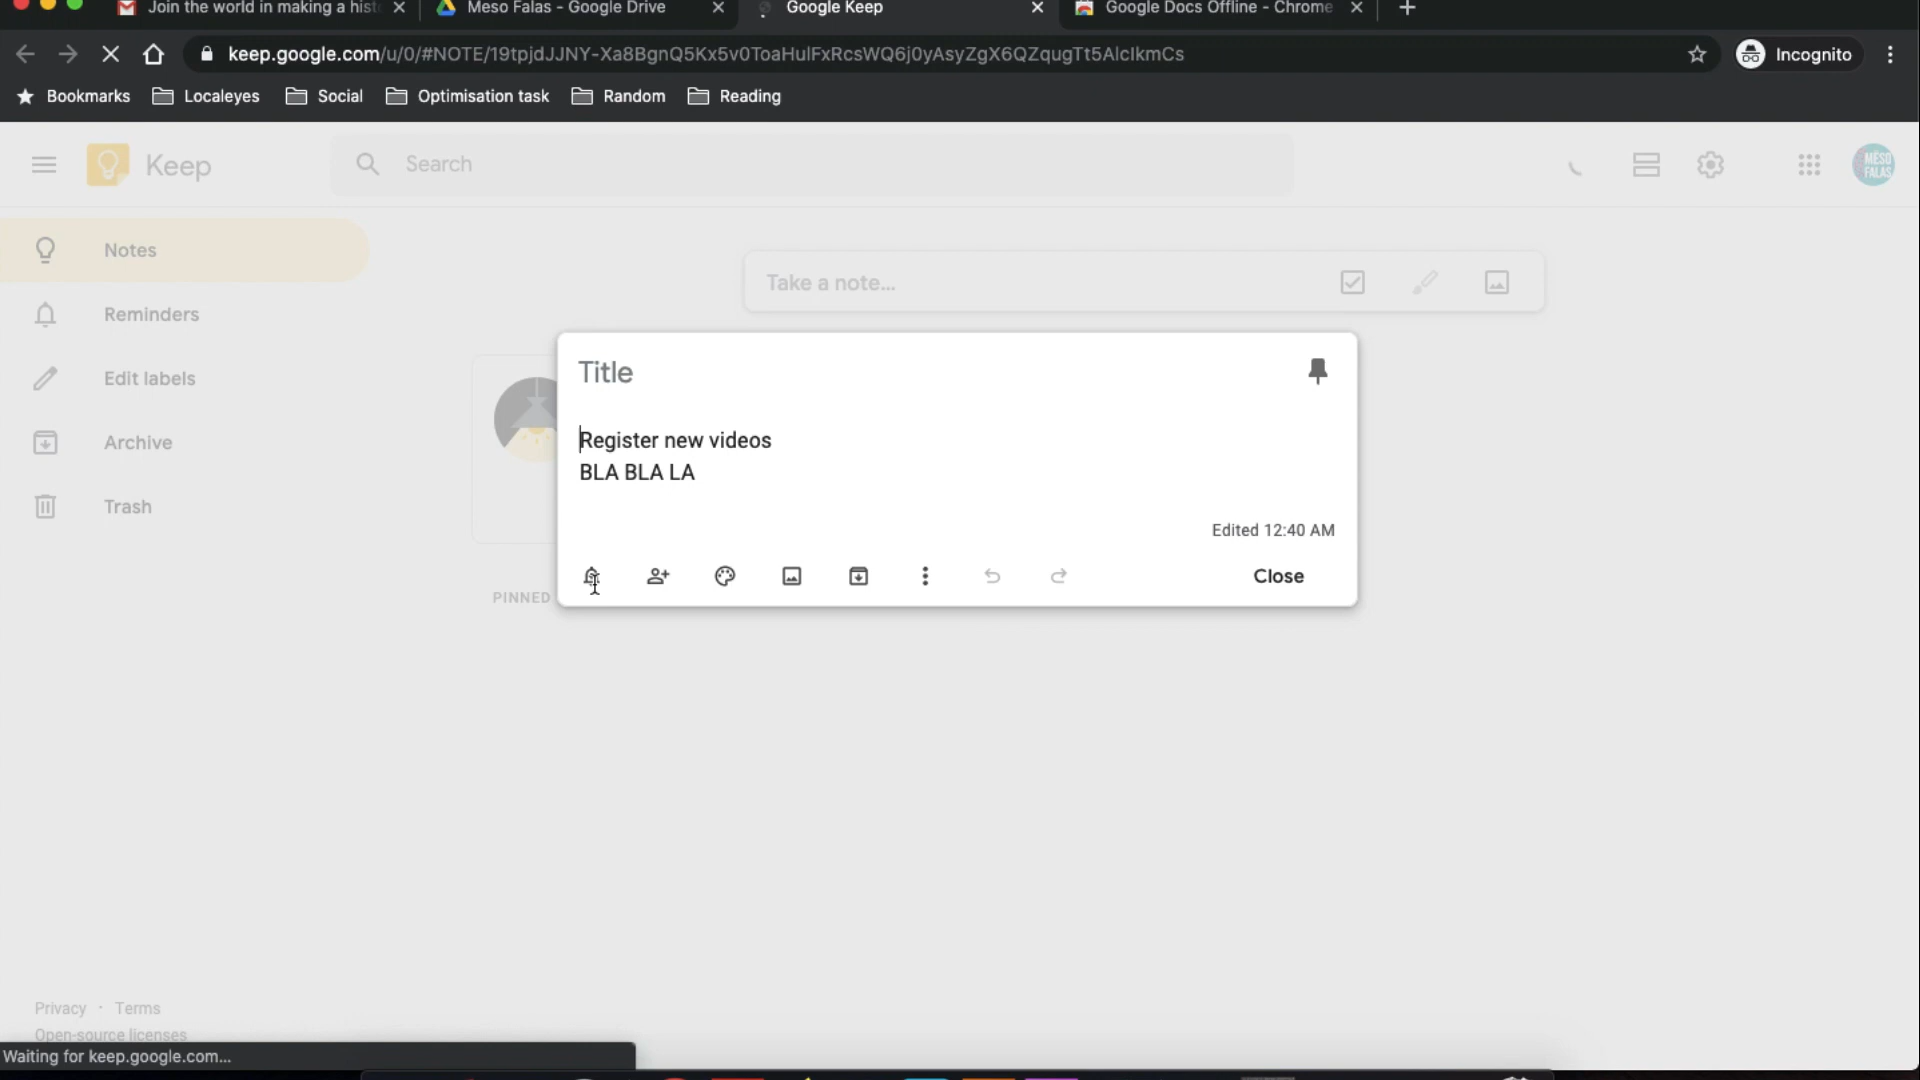 Join the world in making a hist
Meso Falas - Google Drive
Google Keep
Google Docs Offline - Chrome
keep.google.com/u/0/#NOTE/19tpjdJJNY-Xa8BgnQ5Kx5v0ToaHulFxRcsWQ6j0yAsyZgX6QZqugTt5AlcIkmCs
Incognito
Bookmarks
Localeyes
Social
Optimisation task
Random
Reading
Keep
Search
MËSO
FALAS
Notes
Take a note...
Reminders
Edit labels
Archive
Trash
Title
Register new videos
BLA BLA LA
Edited 12:40 AM
Close
PINNED
Privacy · Terms
Open-source licenses
Waiting for keep.google.com...